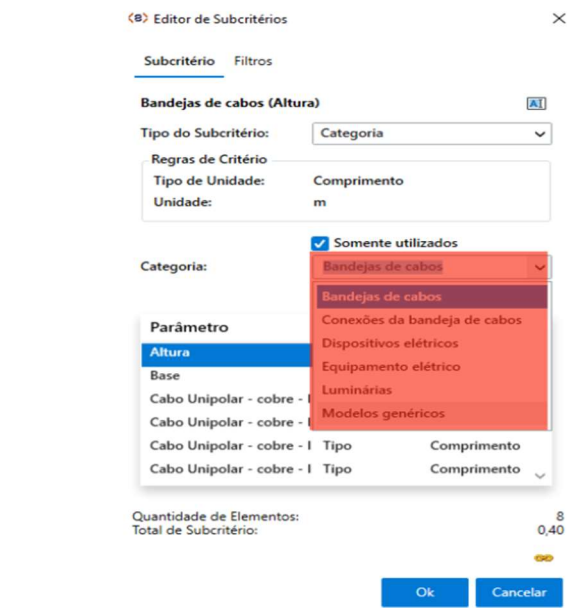 Editor de Subcritérios
Subcritério Filtros
Bandejas de cabos (Altura)
Tipo do Subcritério: Categoria
Regras de Critério
Tipo de Unidade: Comprimento
Unidade: m
Somente utilizados
Categoria: Bandejas de cabos
Bandejas de cabos
Conexões da bandeja de cabos
Dispositivos elétricos
Equipamento elétrico
Luminárias
Modelos genéricos
Parâmetro
Altura
Base
Cabo Unipolar - cobre -
Cabo Unipolar - cobre -
Cabo Unipolar - cobre - I Tipo Comprimento
Cabo Unipolar - cobre - I Tipo Comprimento
Quantidade de Elementos: 8
Total de Subcritério: 0,40
Ok Cancelar